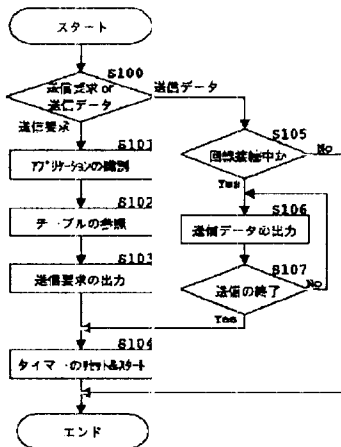 スタート
S100
送信要求 or
送信データ
送信データ
送信要求
S101
アプリケーションの識別
S105
回線接続中か
No
Yes
S102
テーブルの参照
S106
送信データの出力
S103
送信要求の出力
S107
送信の終了
No
Yes
S104
タイマーのリセット&スタート
エンド